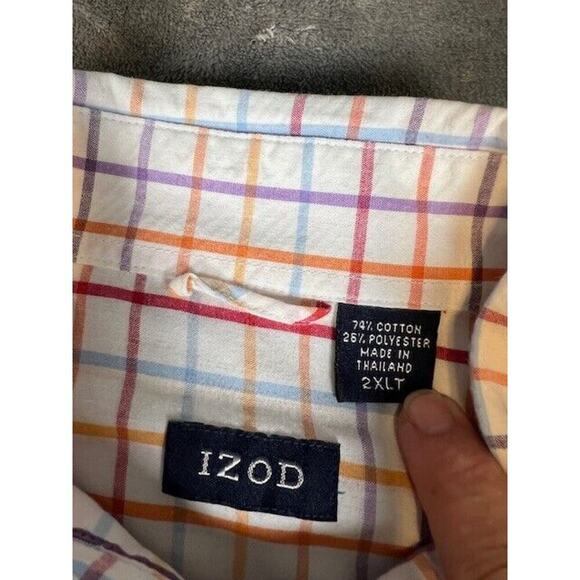 74% COTTON
26% POLYESTER
MADE IN
THAILAND
2XLT
IZOD